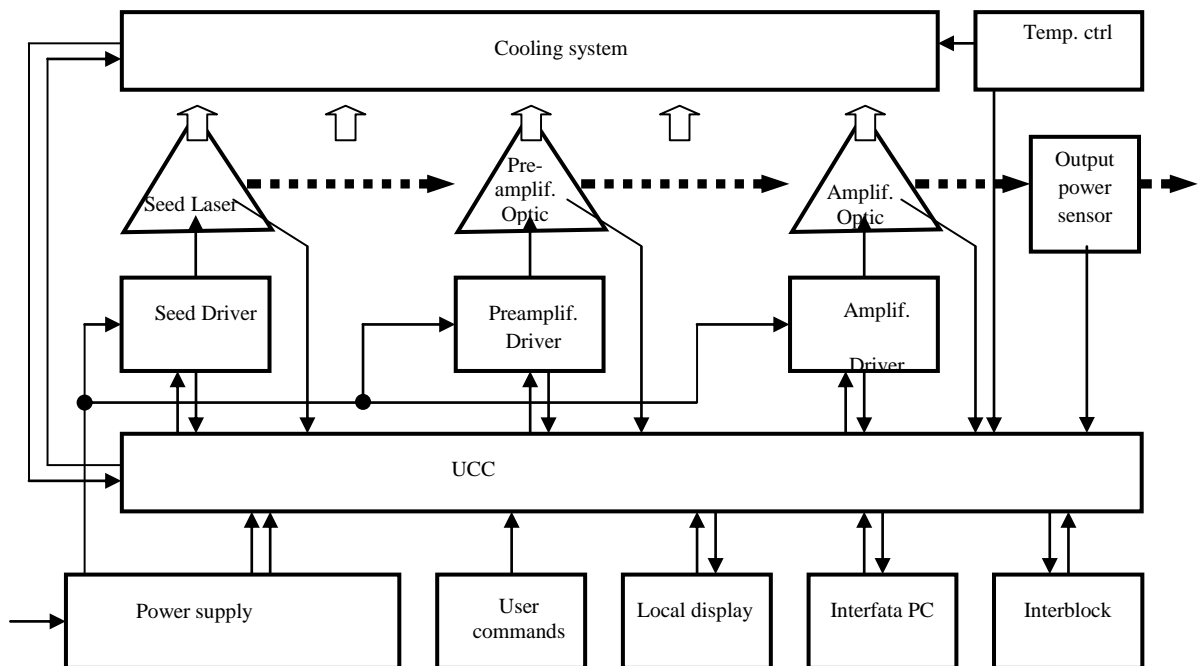 Cooling system
Temp. ctrl
Seed Laser
Pre-
amplif.
Optic
Amplif.
Optic
Output
power
sensor
Seed Driver
Preamplif.
Driver
Amplif.
Driver
UCC
Power supply
User
commands
Local display
Interfata PC
Interblock